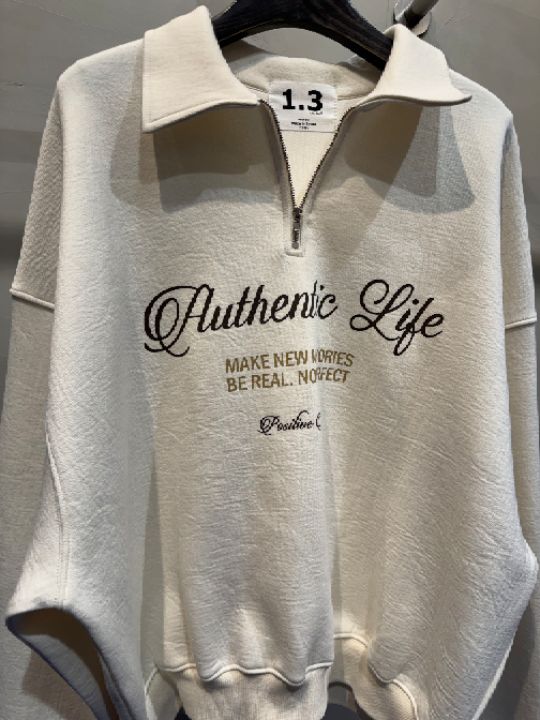 1.3
Authentic Life
MAKE NEW
BE REAL.
Positive